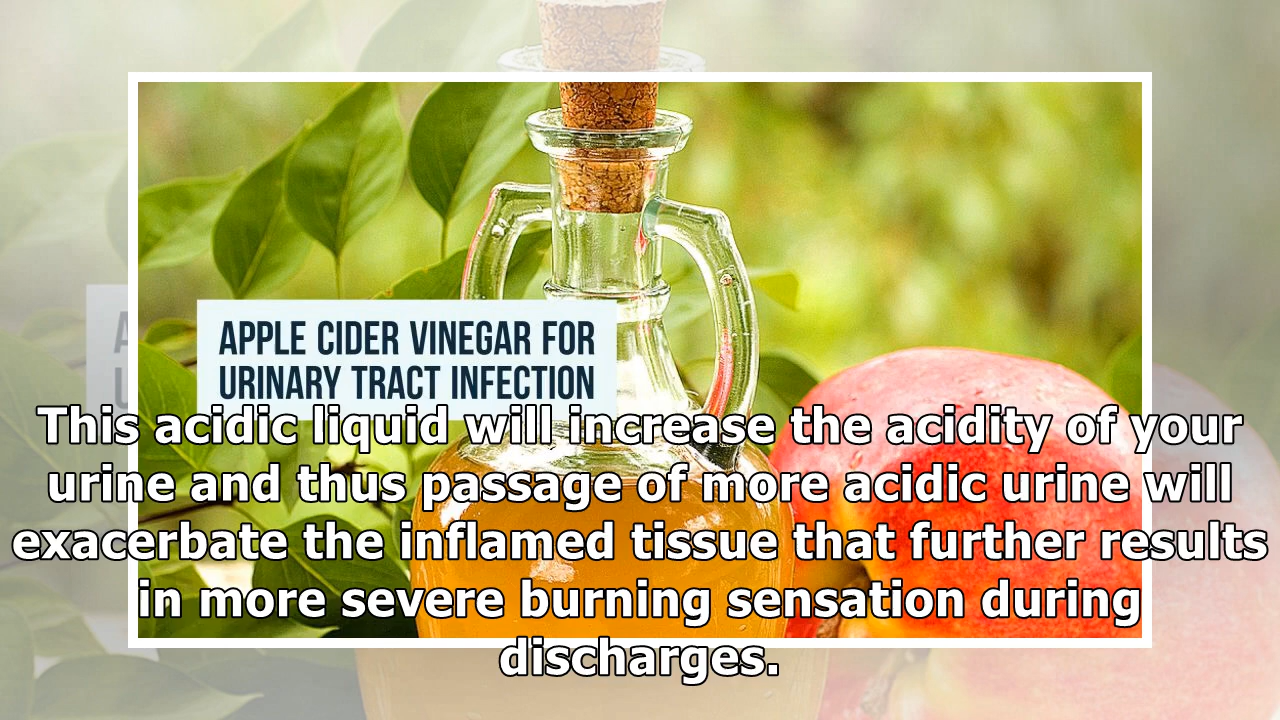 APPLE CIDER VINEGAR FOR
URINARY TRACT INFECTION
This acidic liquid will increase the acidity of your
urine and thus passage of more acidic urine will
exacerbate the inflamed tissue that further results
in more severe burning sensation during
discharges.